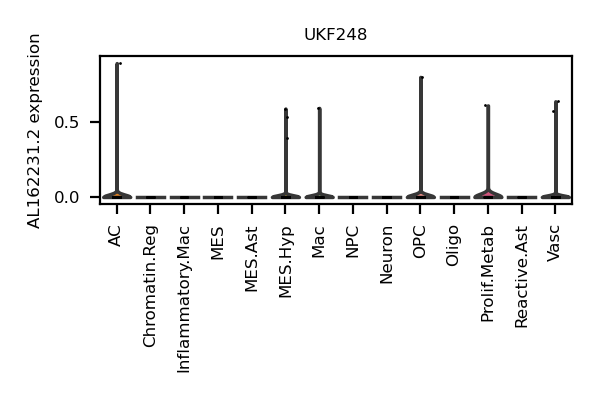 UKF248
AL162231.2 expression
0.5
0.0
AC
Chromatin.Reg
Inflammatory.Mac
MES
MES.Ast
MES.Hyp
Mac
NPC
Neuron
OPC
Oligo
Prolif.Metab
Reactive.Ast
Vasc